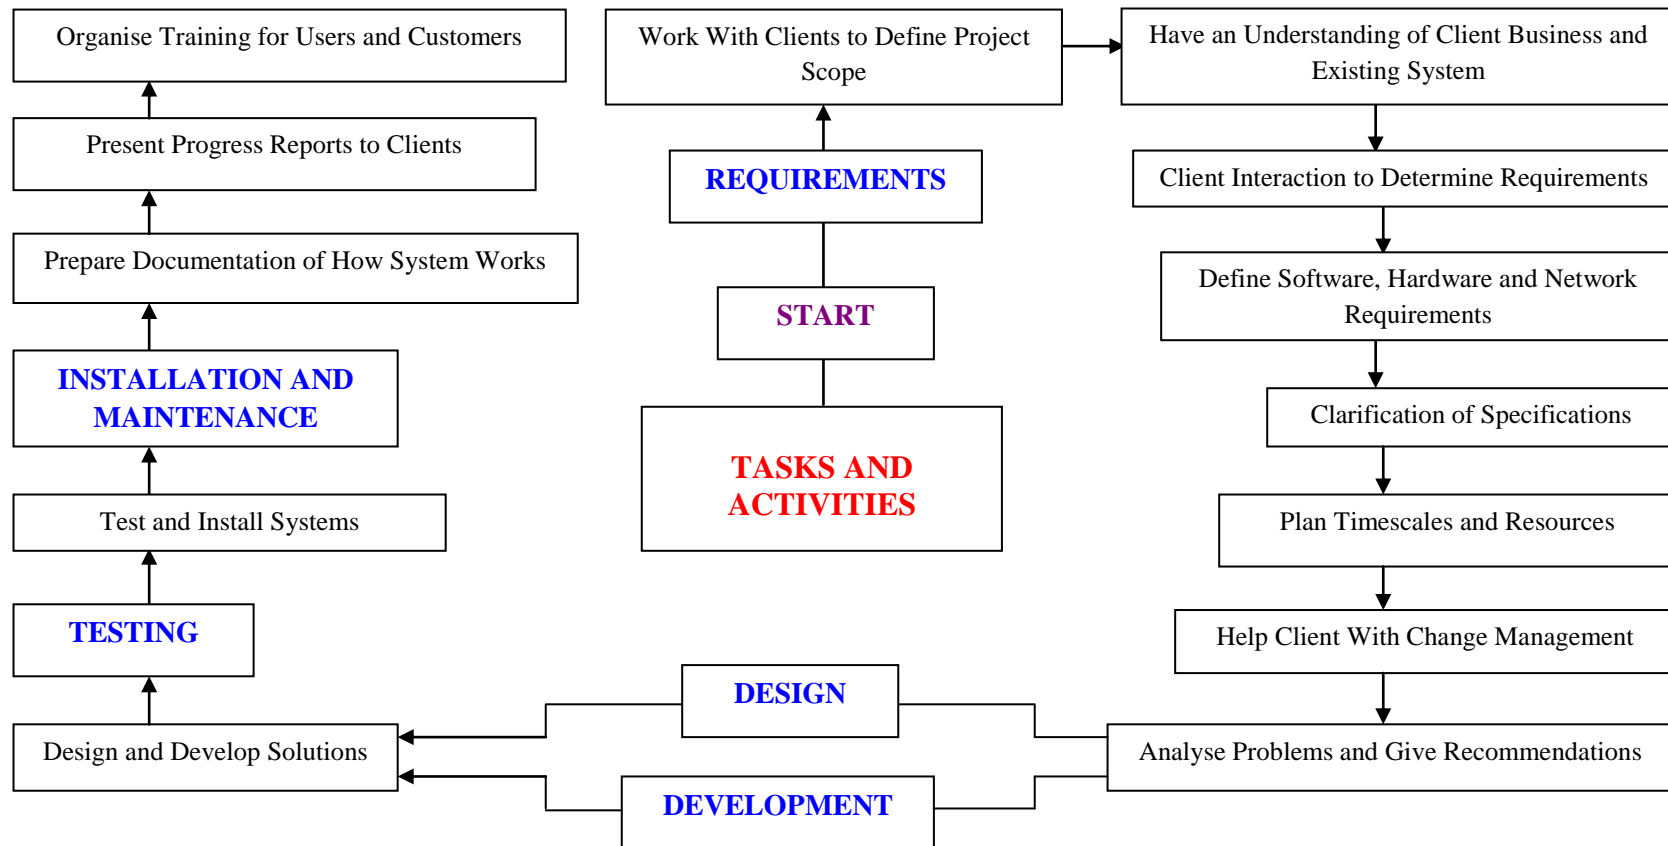 TASKS AND
ACTIVITIES
START
REQUIREMENTS
Work With Clients to Define Project
Scope
Have an Understanding of Client Business and
Existing System
Client Interaction to Determine Requirements
Define Software, Hardware and Network
Requirements
Clarification of Specifications
Plan Timescales and Resources
Help Client With Change Management
Analyse Problems and Give Recommendations
DESIGN
DEVELOPMENT
Design and Develop Solutions
TESTING
Test and Install Systems
INSTALLATION AND
MAINTENANCE
Prepare Documentation of How System Works
Present Progress Reports to Clients
Organise Training for Users and Customers